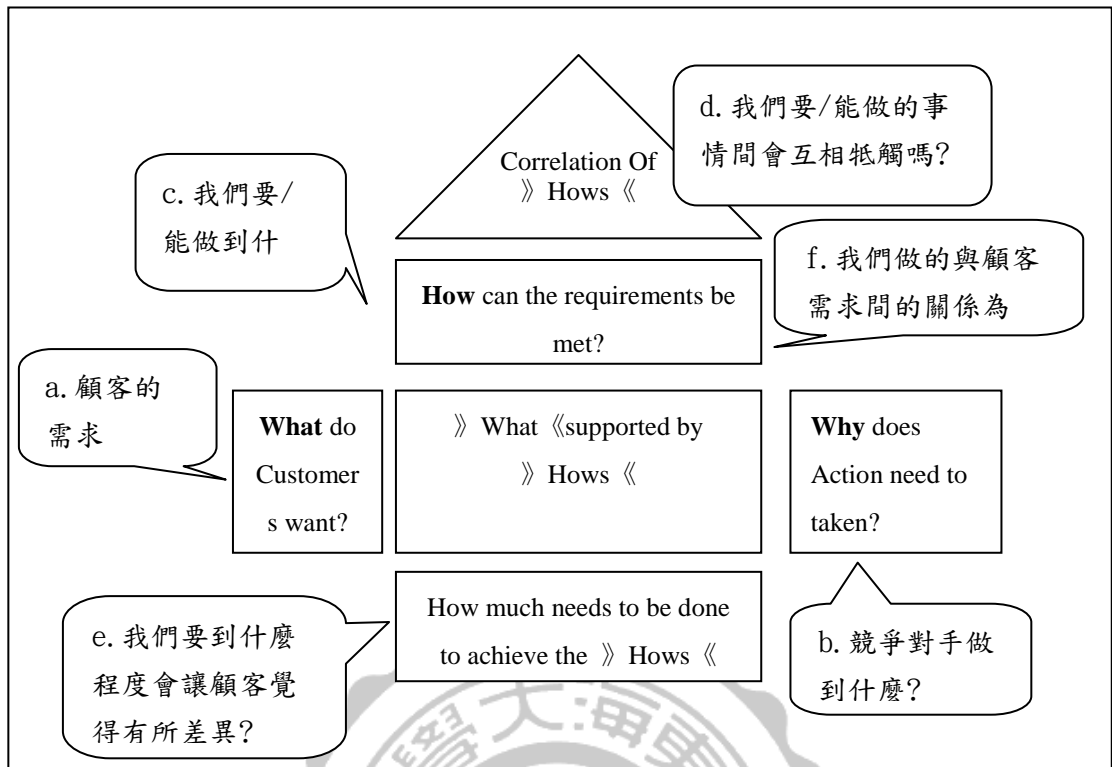 Correlation Of
》Hows《
d.我們要/能做的事
情間會互相牴觸嗎?
c.我們要/
能做到什
How can the requirements be
met?
f.我們做的與顧客
需求間的關係為
a.顧客的
需求
What do
Customer
s want?
》What《supported by
》Hows《
Why does
Action need to
taken?
How much needs to be done
to achieve the 》Hows《
e.我們要到什麼
程度會讓顧客覺
得有所差異?
b.競爭對手做
到什麼?
學大海東